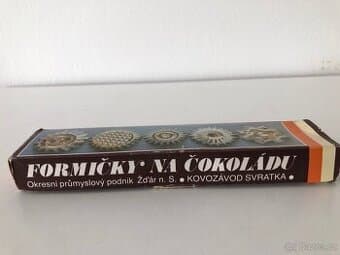 FORMIČKY NA ČOKOLÁDU
Okresní průmyslový podnik Žďár n. S. • KOVOZÁVOD SVRATKA •